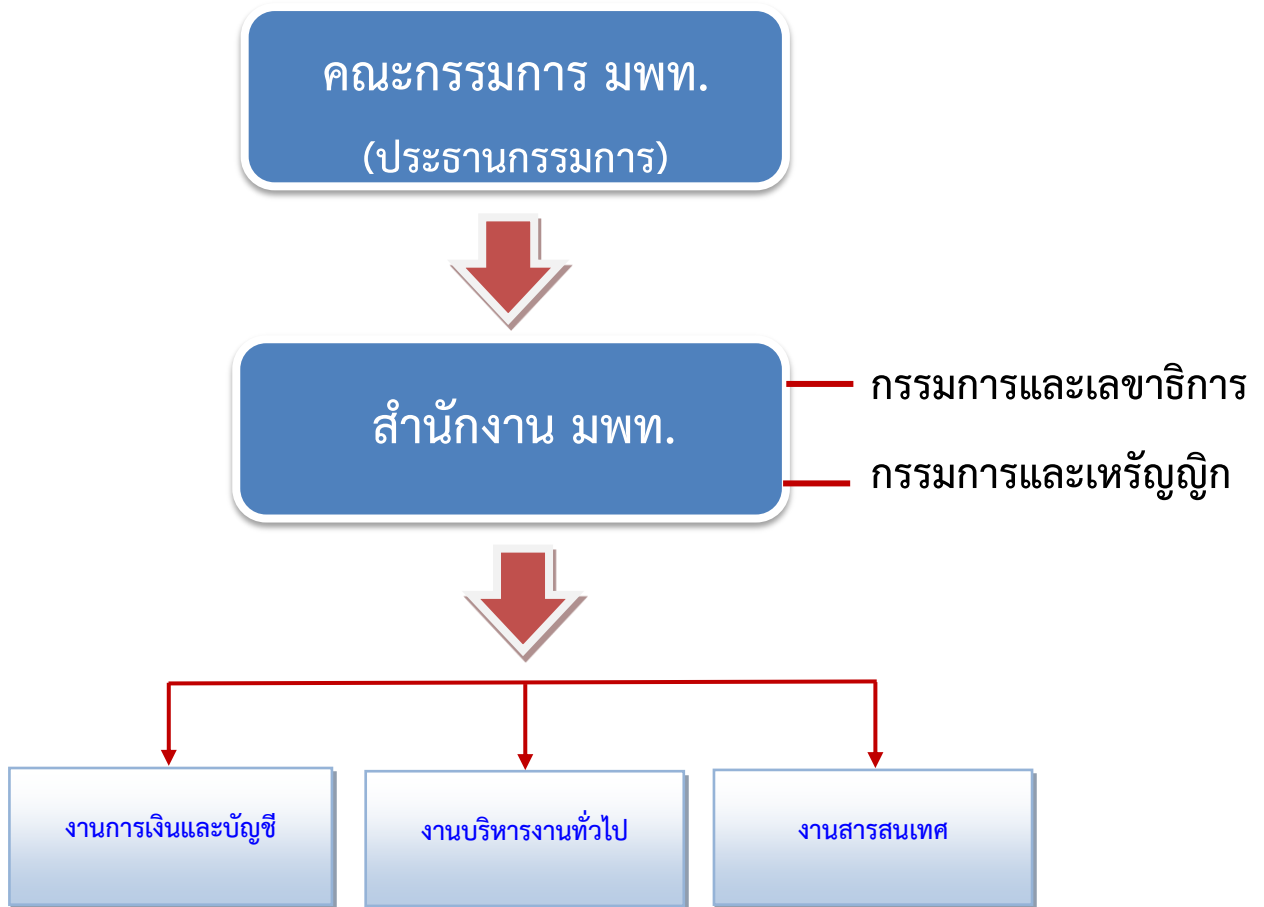 คณะกรรมการ มพท.
(ประธานกรรมการ)
สำนักงาน มพท.
กรรมการและเลขาธิการ
กรรมการและเหรัญญิก
งานการเงินและบัญชี
งานบริหารงานทั่วไป
งานสารสนเทศ